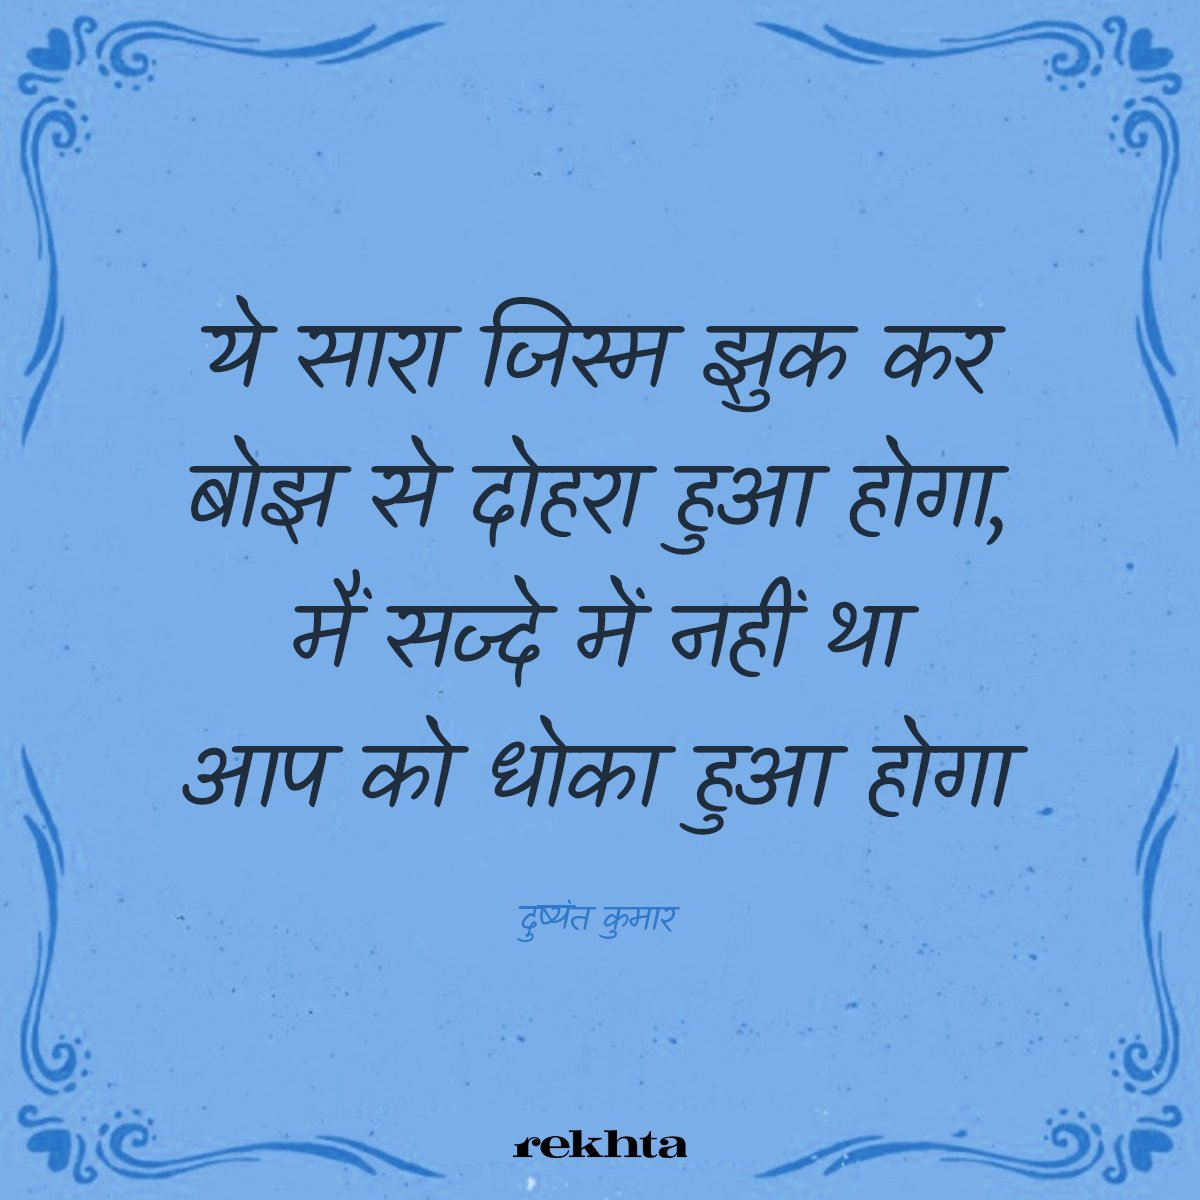 ये सारा जिस्म झुक कर
बोझ से दोहरा हुआ होगा,
मैं सज्दे में नहीं था
आप को धोका हुआ होगा
दुष्यंत कुमार
rekhta